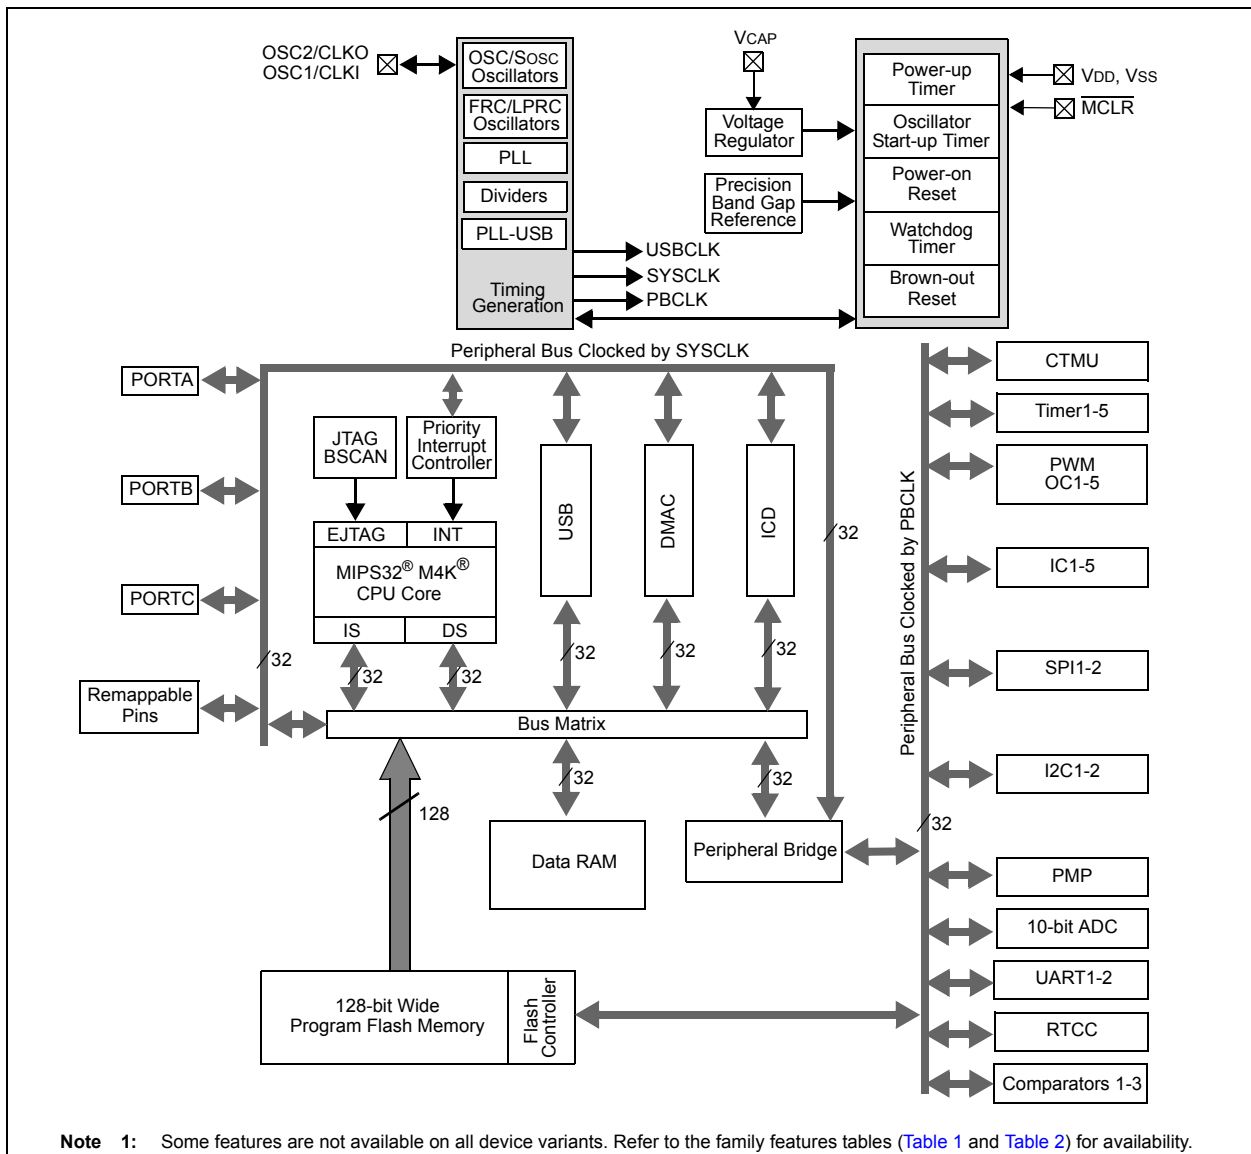 OSC2/CLKO
OSC1/CLKI
OSC/SOSC
Oscillators
FRC/LPRC
Oscillators
PLL
Dividers
PLL-USB
Timing
Generation
USBCLK
SYSCLK
PBCLK
VCAP
Voltage
Regulator
Precision
Band Gap
Reference
Power-up
Timer
Oscillator
Start-up Timer
Power-on
Reset
Watchdog
Timer
Brown-out
Reset
VDD, VSS
MCLR
Peripheral Bus Clocked by SYSCLK
PORTA
PORTB
PORTC
Remappable
Pins
32
JTAG
BSCAN
Priority
Interrupt
Controller
EJTAG
INT
MIPS32® M4K®
CPU Core
IS
DS
32
32
USB
32
DMAC
32
ICD
32
32
Bus Matrix
128
32
32
Data RAM
Peripheral Bridge
128-bit Wide
Program Flash Memory
Flash
Controller
Peripheral Bus Clocked by PBCLK
32
CTMU
Timer1-5
PWM
OC1-5
IC1-5
SPI1-2
I2C1-2
PMP
10-bit ADC
UART1-2
RTCC
Comparators 1-3
Note 1: Some features are not available on all device variants. Refer to the family features tables (Table 1 and Table 2) for availability.